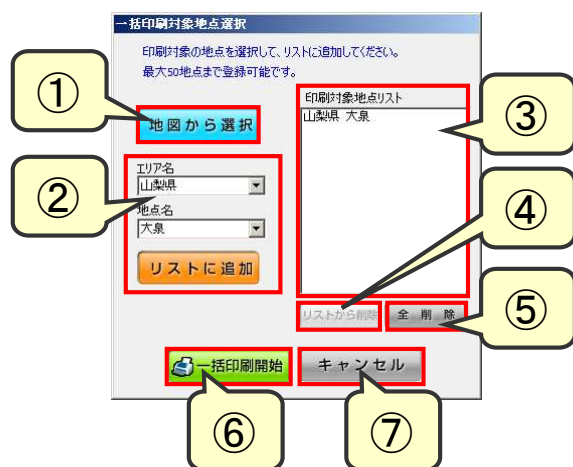 一括印刷対象地点選択
印刷対象の地点を選択して、リストに追加してください。
最大50地点まで登録可能です。
①
地図から選択
印刷対象地点リスト
山梨県 大泉
③
②
エリア名
山梨県
地点名
大泉
リストに追加
④
リストから削除
全削除
⑤
一括印刷開始
キャンセル
⑥
⑦